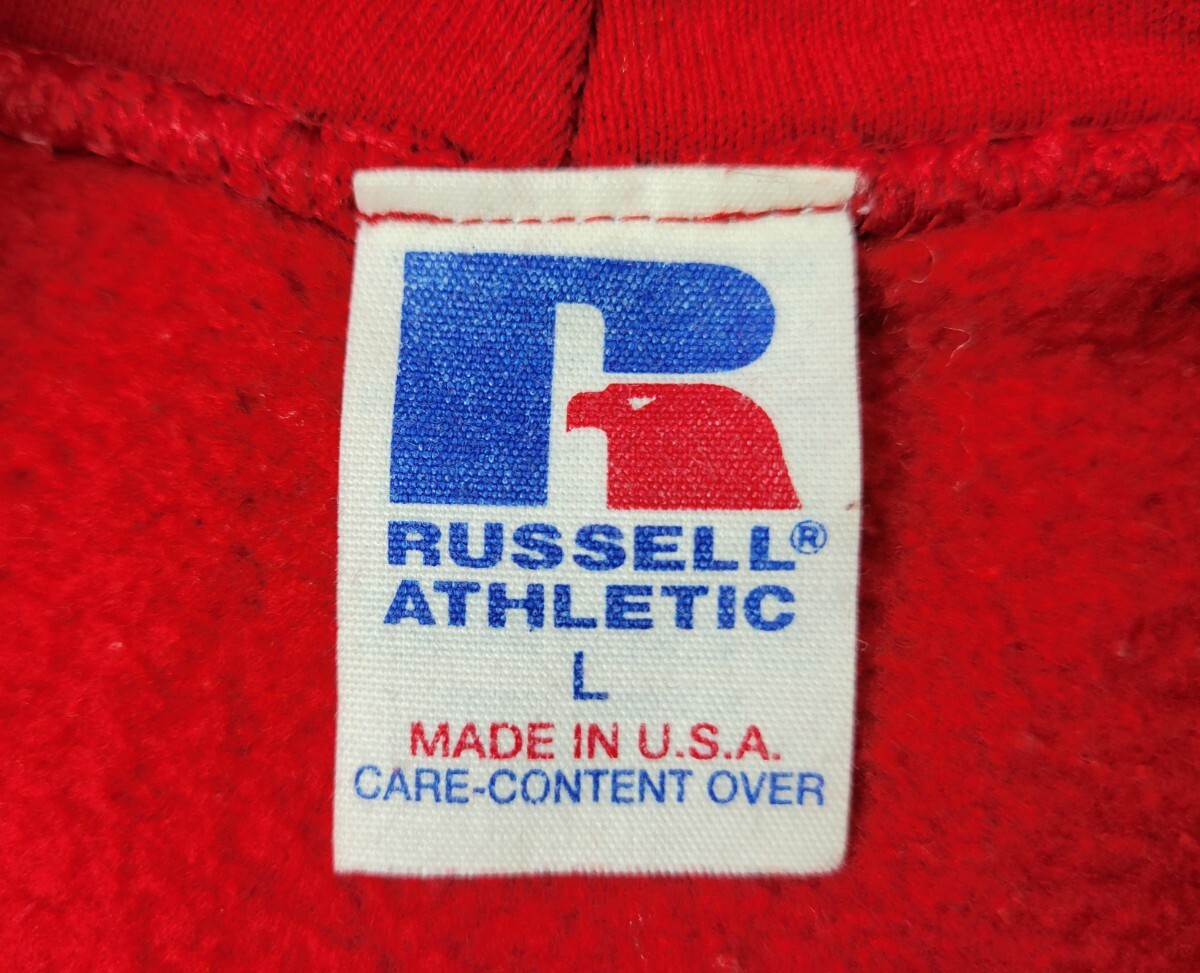 R
RUSSELL®
ATHLETIC
L
MADE IN U.S.A.
CARE-CONTENT OVER